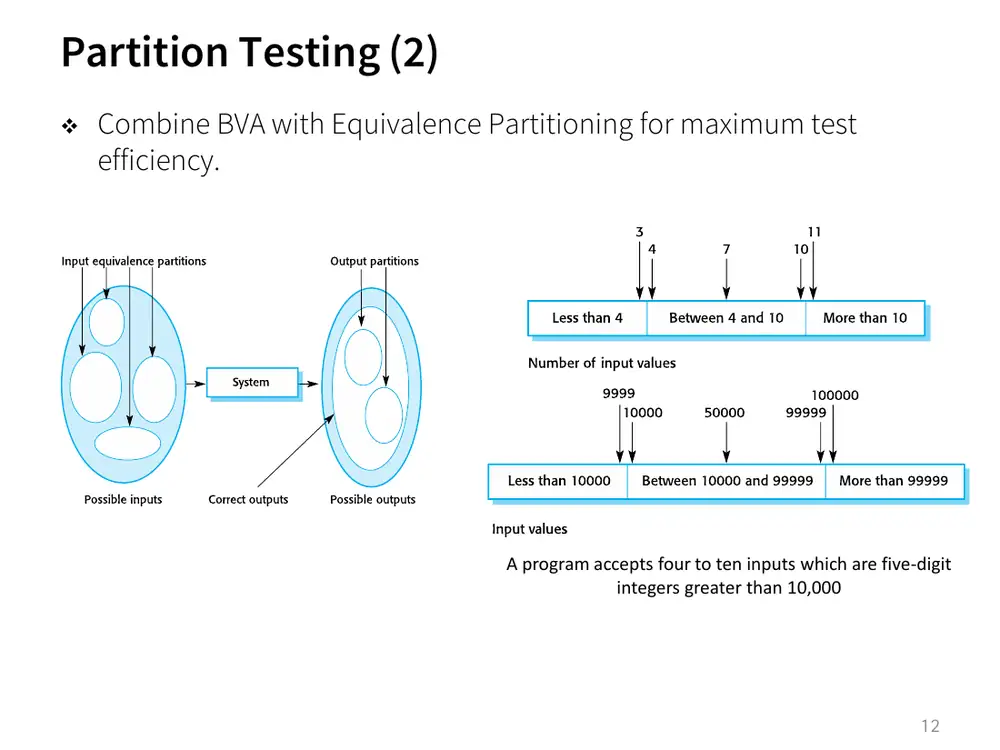 Partition Testing (2)
❖ Combine BVA with Equivalence Partitioning for maximum test
efficiency.
Input equivalence partitions
Output partitions
System
Possible inputs
Correct outputs
Possible outputs
3
11
4
7
10
Less than 4
Between 4 and 10
More than 10
Number of input values
9999
100000
10000
50000
99999
Less than 10000
Between 10000 and 99999
More than 99999
Input values
A program accepts four to ten inputs which are five-digit
integers greater than 10,000
12